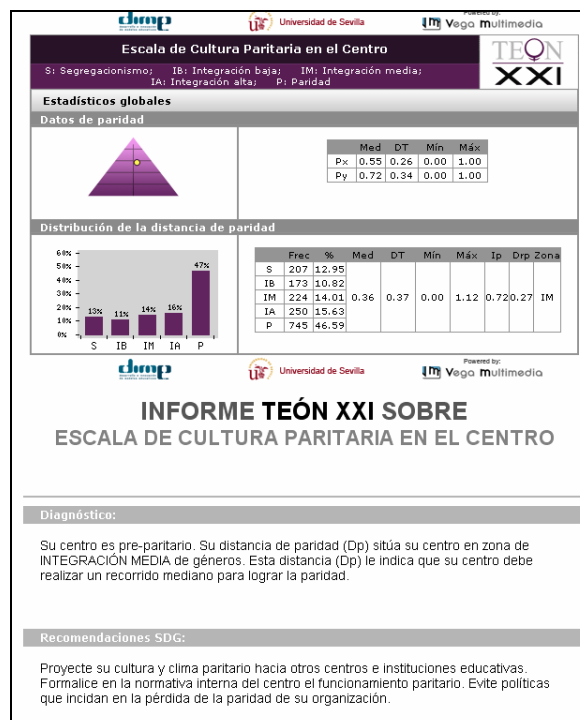 dimp
Universidad de Sevilla
Powered by:
Vega multimedia
Escala de Cultura Paritaria en el Centro
TEÓN
XXI
S: Segregacionismo; IB: Integración baja; IM: Integración media;
IA: Integración alta; P: Paridad
Estadísticos globales
Datos de paridad
Med DT Mín Máx
Px 0.55 0.26 0.00 1.00
Py 0.72 0.34 0.00 1.00
Distribución de la distancia de paridad
60%
50%
40%
30%
20%
10%
0%
13% 11% 14% 16% 47%
S IB IM IA P
Frec % Med DT Mín Máx Ip Drp Zona
S 207 12.95
IB 173 10.82
IM 224 14.01 0.36 0.37 0.00 1.12 0.72 0.27 IM
IA 250 15.63
P 745 46.59
dimp
Universidad de Sevilla
Powered by:
Vega multimedia
INFORME TEÓN XXI SOBRE
ESCALA DE CULTURA PARITARIA EN EL CENTRO
Diagnóstico:
Su centro es pre-paritario. Su distancia de paridad (Dp) sitúa su centro en zona de
INTEGRACIÓN MEDIA de géneros. Esta distancia (Dp) le indica que su centro debe
realizar un recorrido mediano para lograr la paridad.
Recomendaciones SDG:
Proyecte su cultura y clima paritario hacia otros centros e instituciones educativas.
Formalice en la normativa interna del centro el funcionamiento paritario. Evite políticas
que incidan en la pérdida de la paridad de su organización.